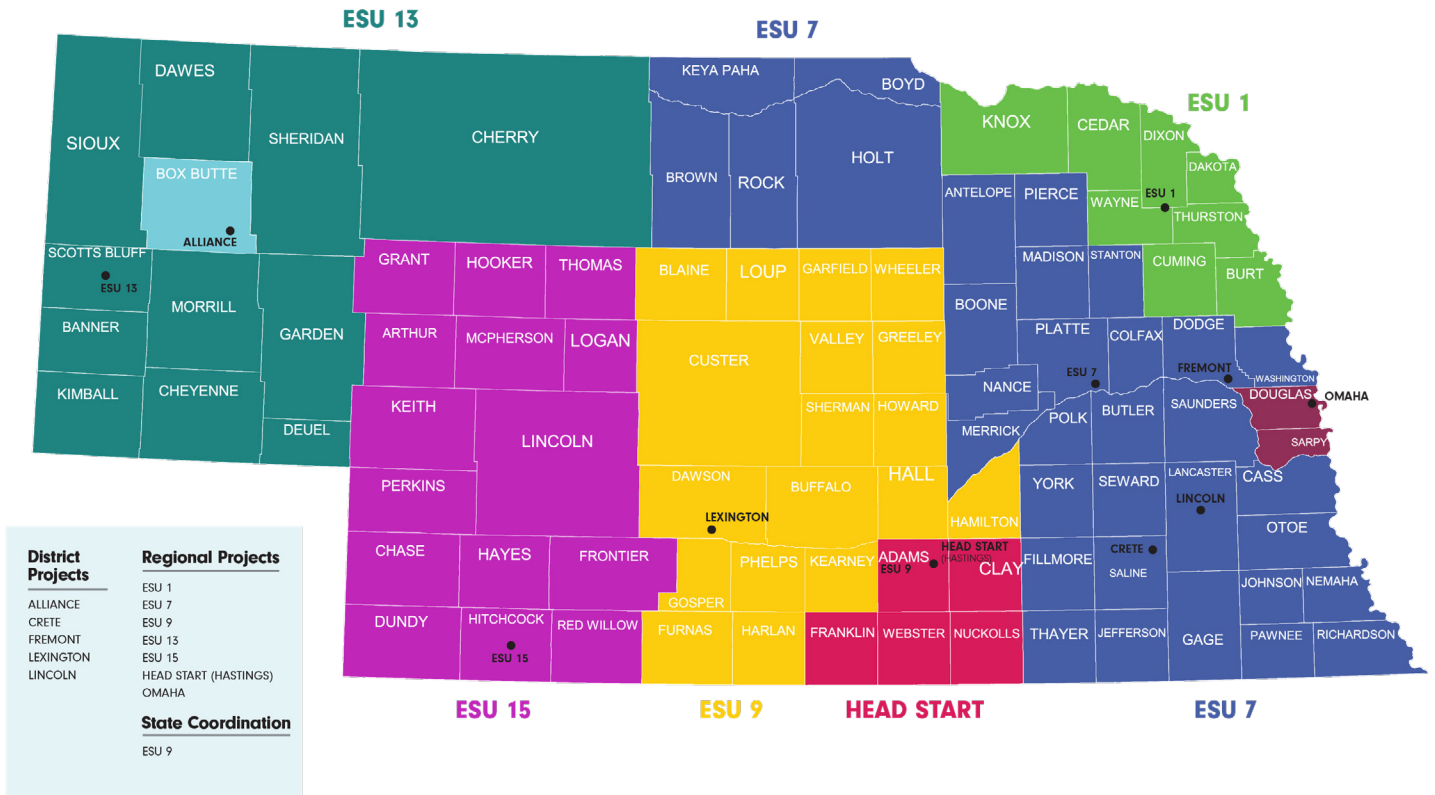 ESU 13
ESU 7
ESU 1
SIOUX
DAWES
BOX BUTTE
ALLIANCE
SHERIDAN
CHERRY
SCOTTS BLUFF
ESU 13
BANNER
KIMBALL
MORRILL
CHEYENNE
GARDEN
DEUEL
KEYA PAHA
BOYD
BROWN
ROCK
HOLT
KNOX
CEDAR
DIXON
DAKOTA
ESU 1
WAYNE
THURSTON
CUMING
BURT
ANTELOPE
PIERCE
MADISON
STANTON
BOONE
PLATTE
COLFAX
DODGE
ESU 7
FREMONT
WASHINGTON
NANCE
MERRICK
POLK
BUTLER
SAUNDERS
DOUGLAS
OMAHA
SARPY
GRANT
HOOKER
THOMAS
ARTHUR
MCPHERSON
LOGAN
KEITH
LINCOLN
PERKINS
CHASE
HAYES
FRONTIER
DUNDY
HITCHCOCK
ESU 15
RED WILLOW
BLAINE
LOUP
GARFIELD
WHEELER
CUSTER
VALLEY
GREELEY
SHERMAN
HOWARD
DAWSON
LEXINGTON
BUFFALO
HALL
HAMILTON
GOSPER
PHELPS
KEARNEY
FURNAS
HARLAN
ADAMS
ESU 9
HEAD START
(HASTINGS)
CLAY
FRANKLIN
WEBSTER
NUCKOLLS
YORK
SEWARD
LANCASTER
LINCOLN
CASS
OTOE
FILLMORE
CRETE
SALINE
JOHNSON
NEMAHA
THAYER
JEFFERSON
GAGE
PAWNEE
RICHARDSON
ESU 15
ESU 9
HEAD START
ESU 7
District
Projects
ALLIANCE
CRETE
FREMONT
LEXINGTON
LINCOLN
Regional Projects
ESU 1
ESU 7
ESU 9
ESU 13
ESU 15
HEAD START (HASTINGS)
OMAHA
State Coordination
ESU 9